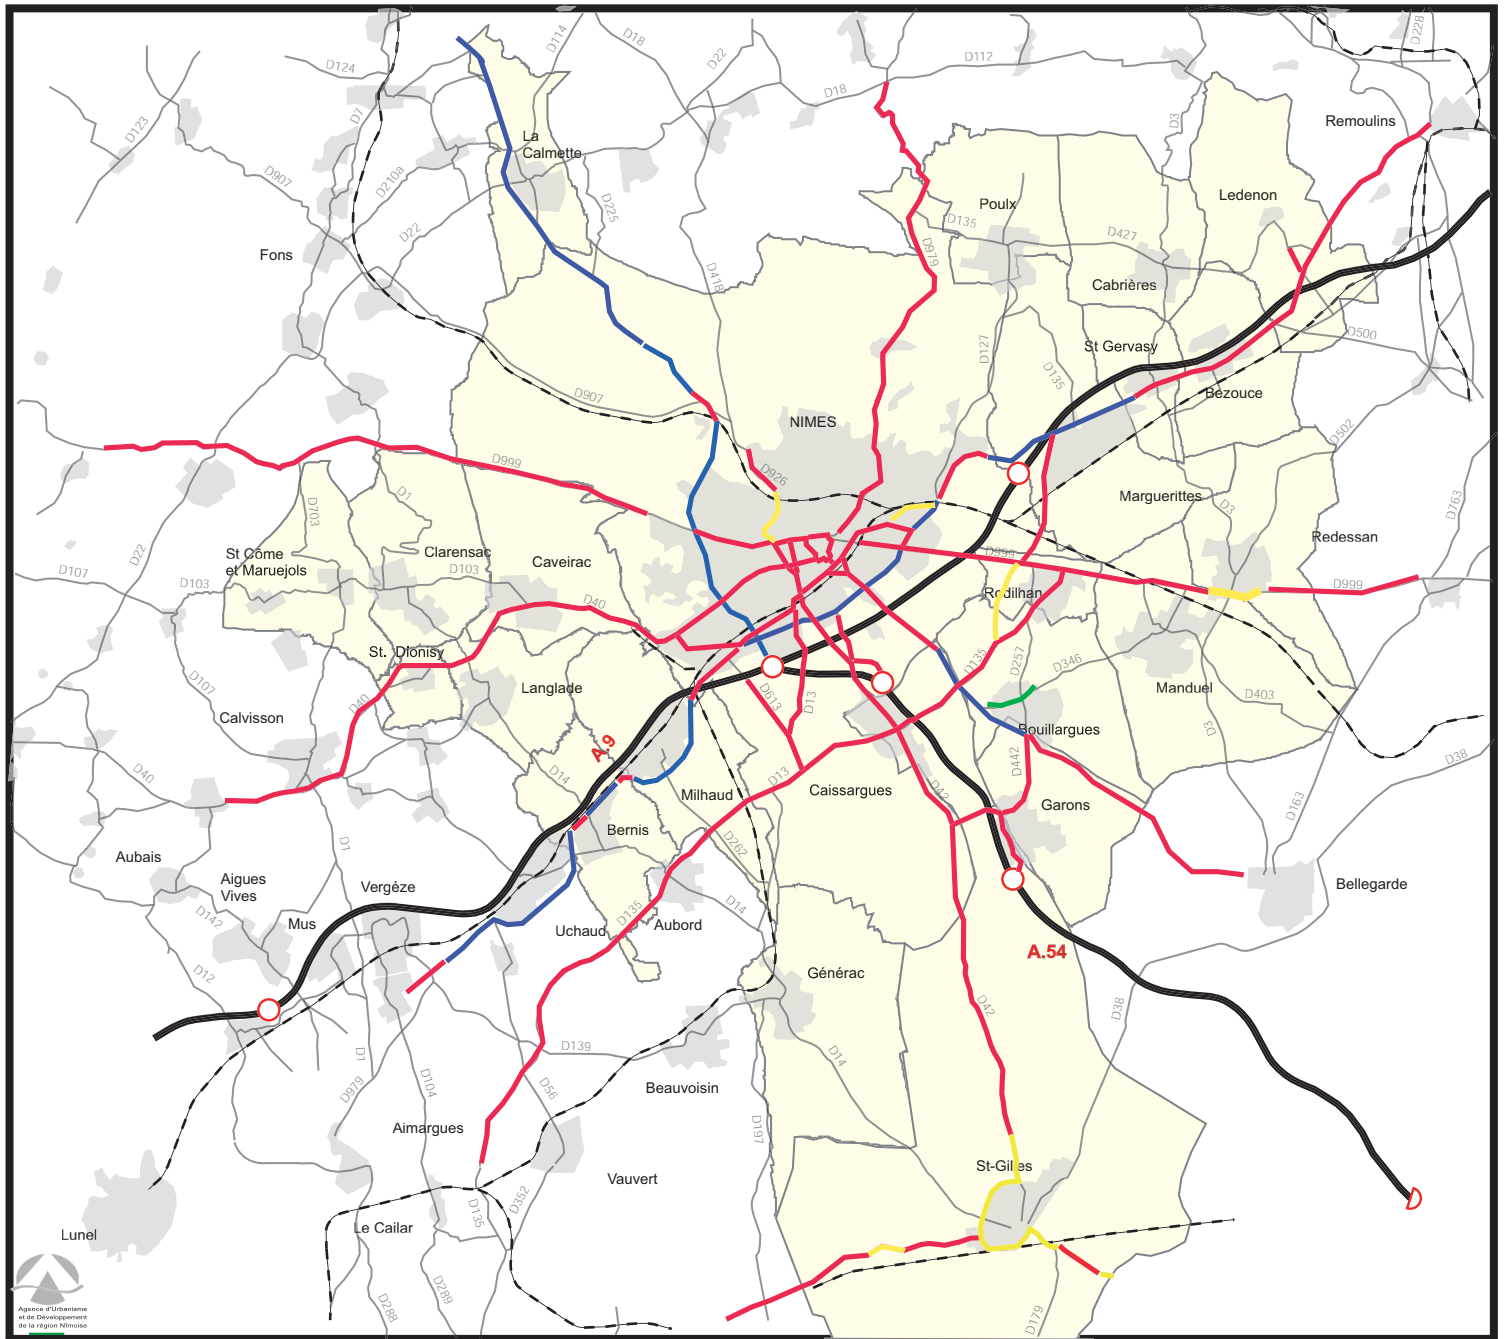 D114
D18
D22
D112
D228
D124
D18
D7
D123
D3
Remoulins
La
Calmette
D907
D210a
D225
Poulx
Ledenon
D135
D427
D22
D979
Fons
D418
Cabrières
D127
St Gervasy
D500
D135
Bezouce
D907
NIMES
D502
D999
D926
D1
D703
Marguerittes
D3
D763
Redessan
St Côme
et Maruejols
Clarensac
Caveirac
D22
D999
D107
D103
D103
D999
D40
Rodilhan
St. Dionisy
D135
D257
D346
Langlade
D107
D40
D613
D13
Manduel
D403
Calvisson
Bouillargues
D3
A.9
D442
D38
D40
D14
D13
Milhaud
Caissargues
D42
Garons
D163
Bernis
D1
D262
Aubais
Aigues
Vives
Vergéze
Bellegarde
D142
Mus
D135
D14
Aubord
Uchaud
A.54
D12
Générac
D42
D38
D1
D139
D14
D979
D104
D56
Beauvoisin
Aimargues
D197
St-Gilles
Vauvert
D352
D135
Le Cailar
Lunel
D289
D288
D179
Agence d'Urbanisme
et de Développement
de la région Nîmoise